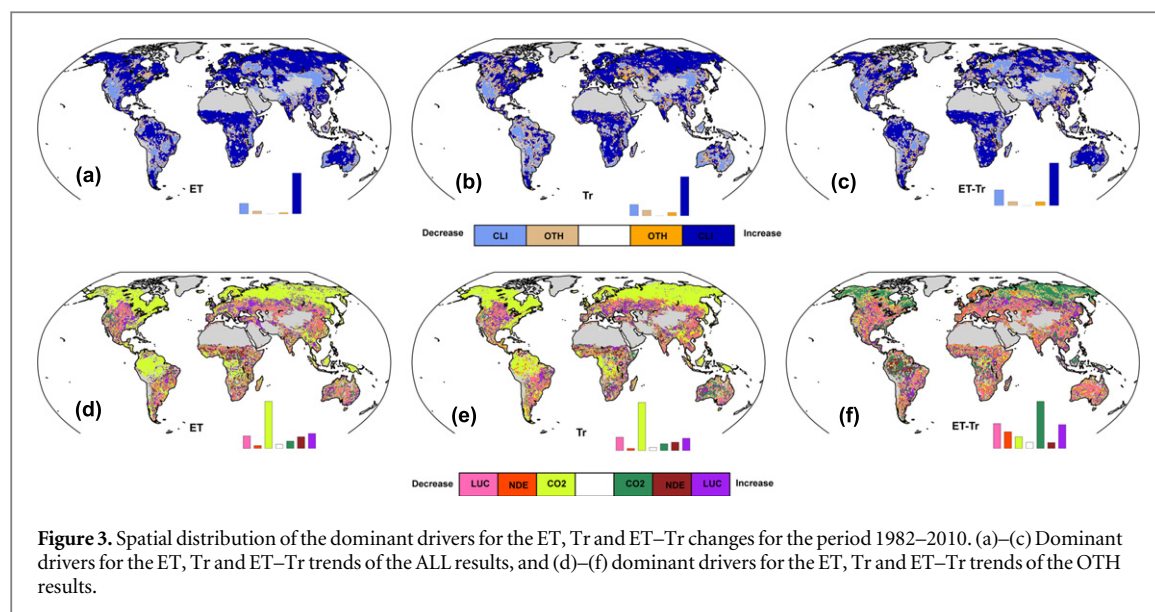 (a)
ET
(b)
Tr
(c)
ET-Tr
Decrease CLI OTH OTH CLI Increase
(d)
ET
(e)
Tr
(f)
ET-Tr
Decrease LUC NDE CO2 CO2 NDE LUC Increase
Figure 3. Spatial distribution of the dominant drivers for the ET, Tr and ET–Tr changes for the period 1982–2010. (a)–(c) Dominant
drivers for the ET, Tr and ET–Tr trends of the ALL results, and (d)–(f) dominant drivers for the ET, Tr and ET–Tr trends of the OTH
results.